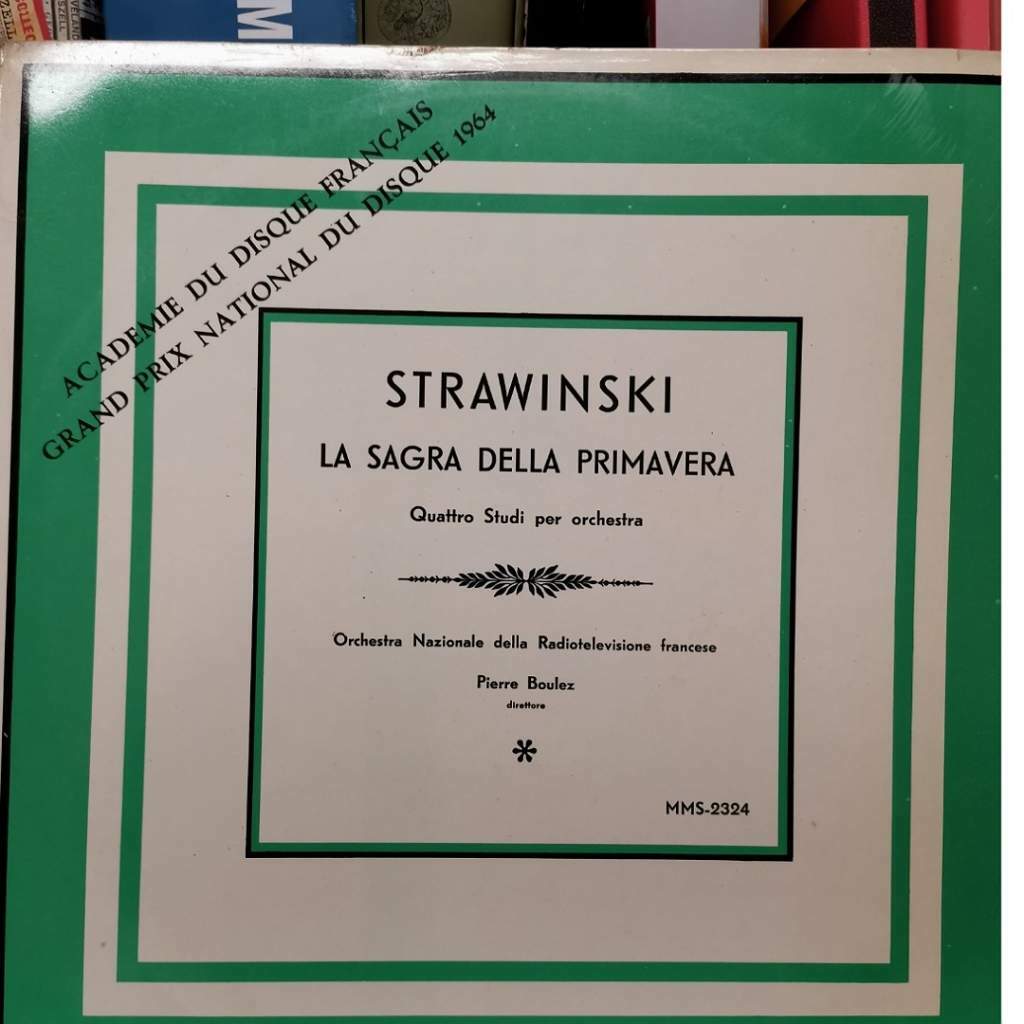 M
ACADEMIE DU DISQUE FRANÇAIS
GRAND PRIX NATIONAL DU DISQUE 1964
STRAWINSKI
LA SAGRA DELLA PRIMAVERA
Quattro Studi per orchestra
Orchestra Nazionale della Radiotelevisione francese
Pierre Boulez
direttore
*
MMS-2324